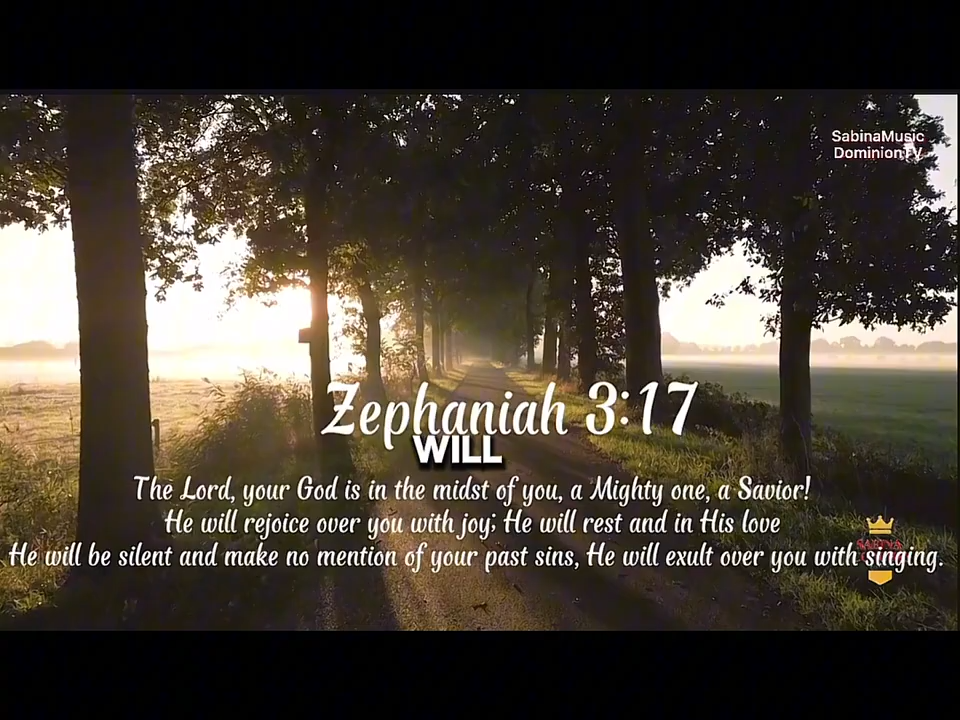 SabinaMusic
DominionTV
Zephaniah 3:17
WILL
The Lord, your God is in the midst of you, a Mighty one, a Savior!
He will rejoice over you with joy; He will rest and in His love
He will be silent and make no mention of your past sins, He will exult over you with singing.